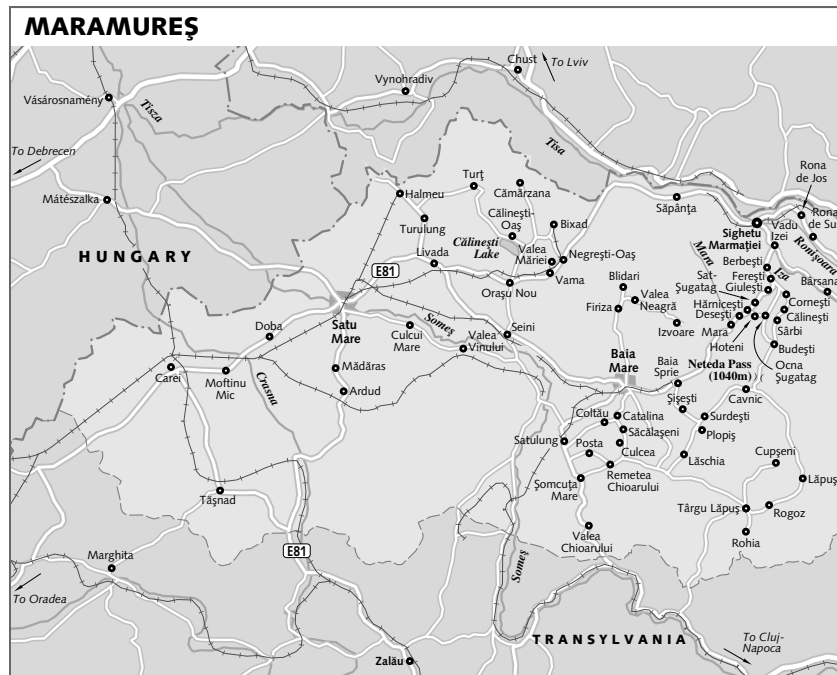 MARAMUREŞ
Chust
To Lviv
Vynohradiv
Vásárosnamény
Tisza
To Debrecen
Tisa
Rona
de Jos
Turţ
Cămărzana
Halmeu
Mátészalka
Săpânţa
Rona
de Sus
Turulung
Călineşti-
Oaş
Bixad
Sighetu
Marmaţiei
Vadu
Izei
Ronişoara
HUNGARY
Călineşti
Lake
Valea
Măriei
Negreşti-Oaş
Mara
Berbeşti
Livada
E81
Vama
Sat-
Şugatag
Fereşti
Iza
Giuleşti
Bârsana
Oraşu Nou
Blidari
Valea
Neagră
Hărniceşti
Corneşti
Deseşti
Călineşti
Satu
Mare
Someş
Firiza
Sârbi
Doba
Culcui
Mare
Valea
Vinului
Seini
Izvoare
Mara
Hoteni
Budeşti
Baia
Mare
Baia
Sprie
Neteda Pass
(1040m)
Ocna
Şugatag
Carei
Moftinu
Mic
Crasna
Mădăras
Ardud
Cavnic
Şişeşti
Coltău
Catalina
Surdeşti
Săcălaşeni
Plopiş
Satulung
Posta
Culcea
Lăschia
Cupşeni
Şomcuţa
Mare
Remetea
Chioarului
Lăpuş
Tăşnad
Târgu Lăpuş
Rogoz
Valea
Chioarului
Rohia
E81
Marghita
Someş
To Oradea
TRANSYLVANIA
To Cluj-
Napoca
Zalău